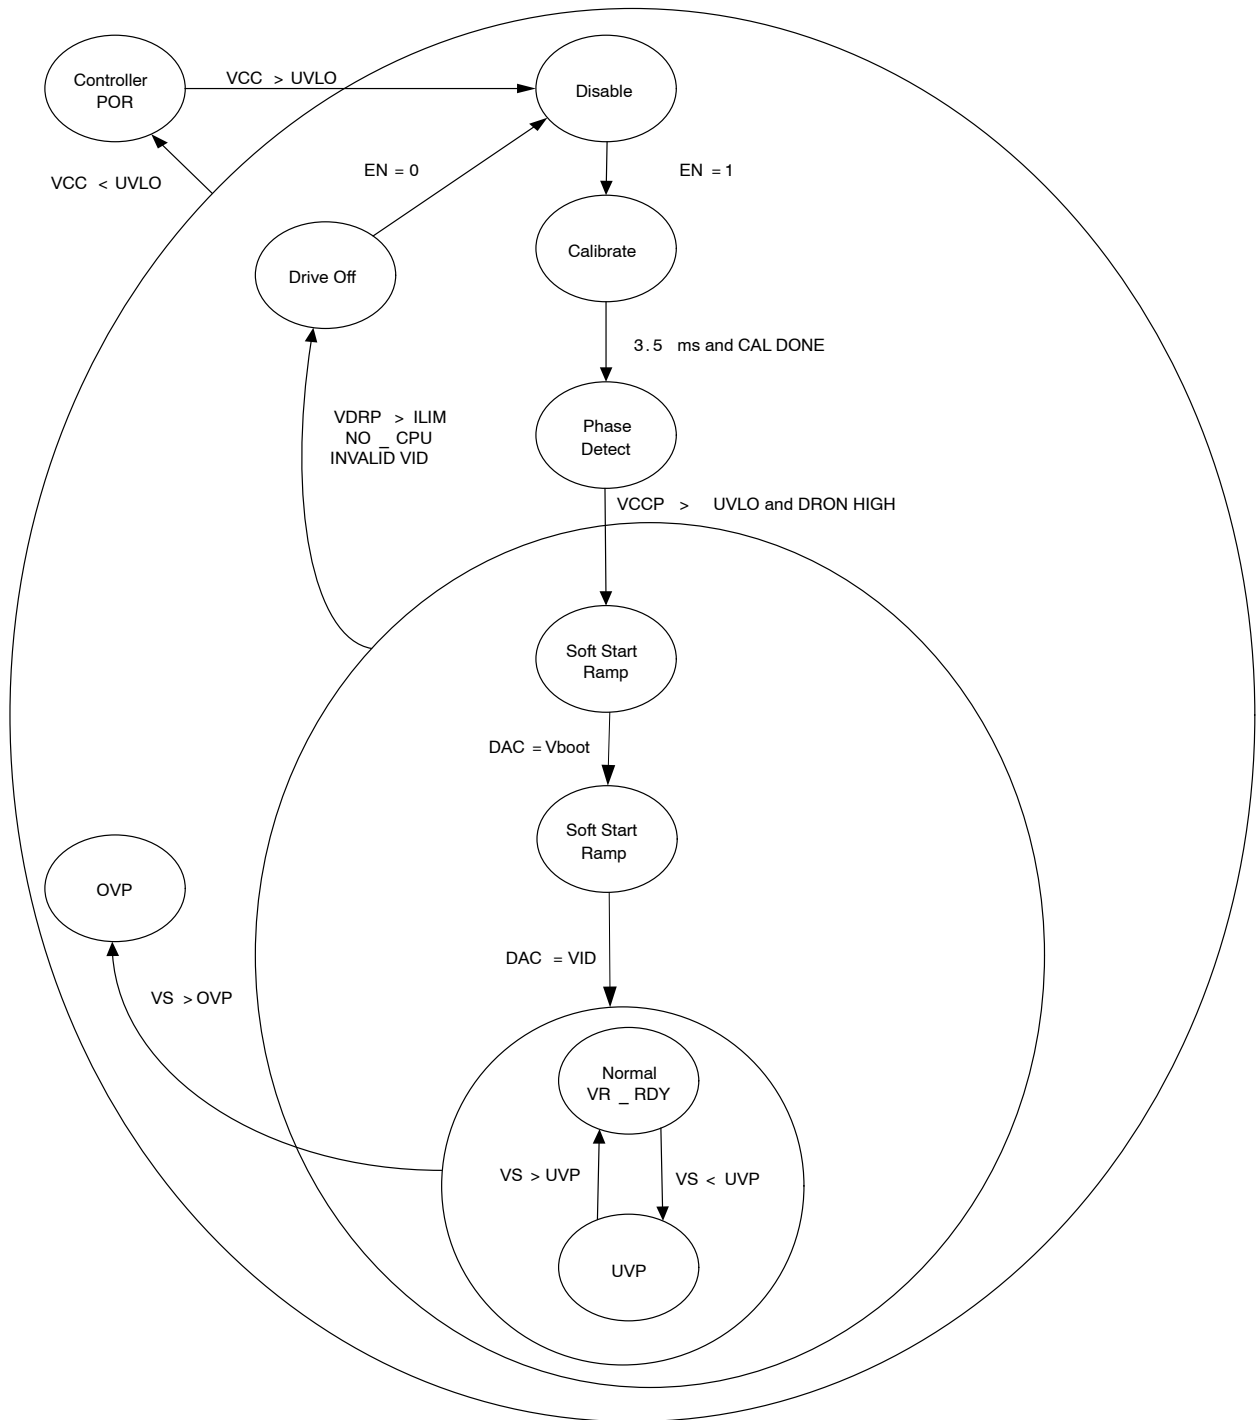 Controller
POR
VCC > UVLO
Disable
VCC < UVLO
EN = 0
EN = 1
Calibrate
Drive Off
3.5 ms and CAL DONE
VDRP > ILIM
NO _ CPU
INVALID VID
Phase
Detect
VCCP > UVLO and DRON HIGH
Soft Start
Ramp
DAC = Vboot
Soft Start
Ramp
OVP
DAC = VID
VS > OVP
Normal
VR _ RDY
VS > UVP
VS < UVP
UVP